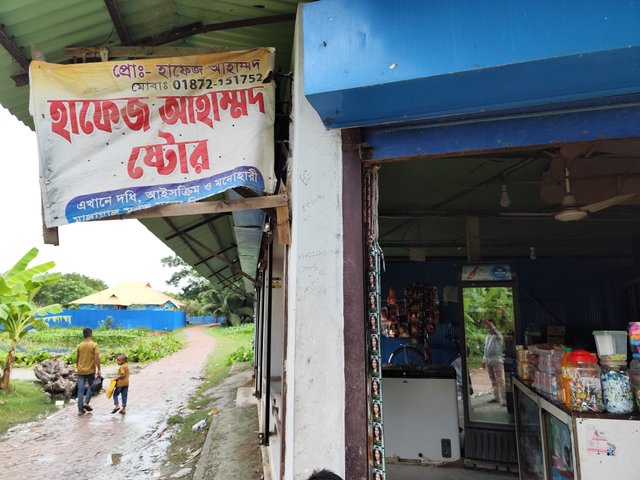 প্রোঃ- হাফেজ আহাম্মদ
মোবাঃ 01872-151752
হাফেজ আহাম্মদ
ষ্টোর
এখানে দধি, আইসক্রিম ও মনোহারী
মালামাল